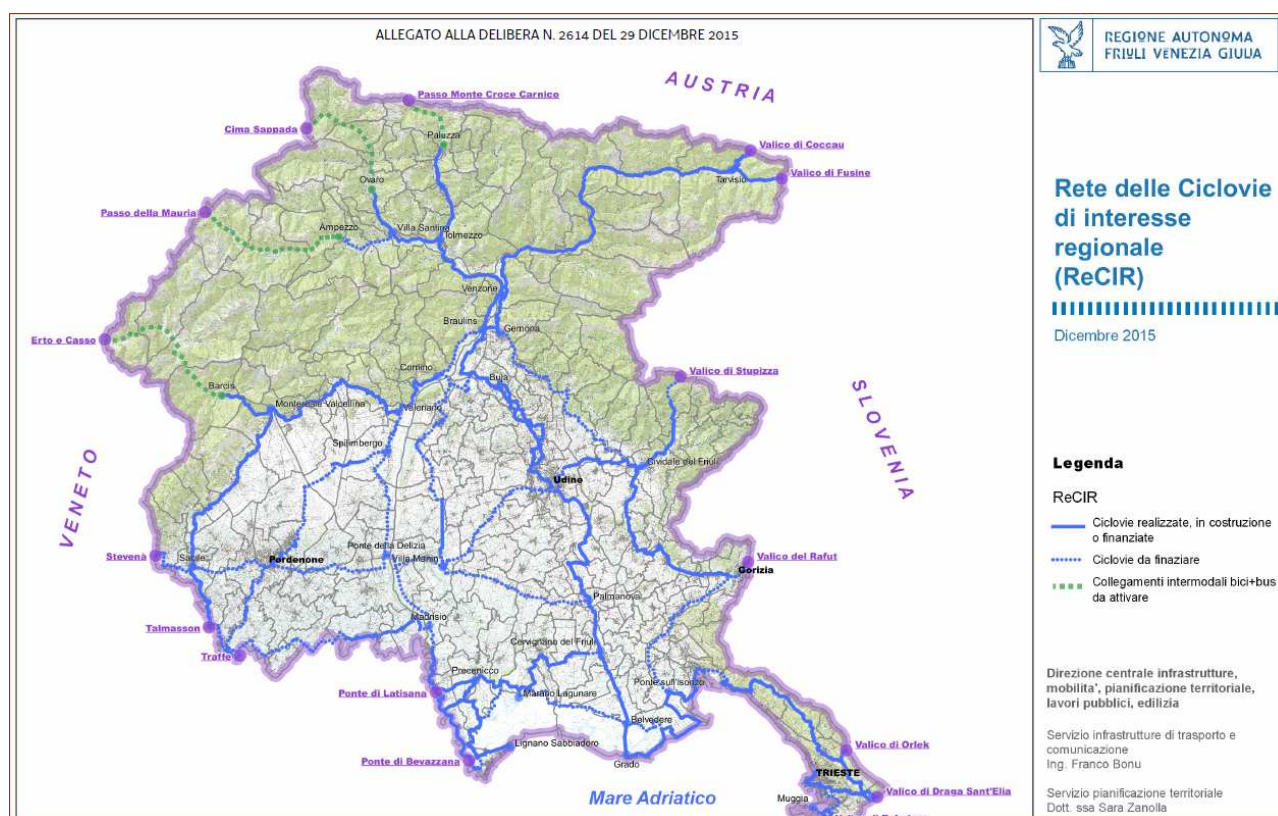 ALLEGATO ALLA DELIBERA N. 2614 DEL 29 DICEMBRE 2015
REGIONE AUTONOMA
FRIULI VENEZIA GIULIA
AUSTRIA
Passo Monte Croce Carnico
Cima Sappada
Paluzza
Valico di Coccau
Valico di Fusine
Tarvisio
Ovaro
Rete delle Ciclovie
di interesse
regionale
(ReCIR)
Dicembre 2015
Passo della Mauria
Ampezzo
Villa Santina
Tolmezzo
Venzone
Braulins
Gemona
Erto e Casso
Barcis
Cornino
Buja
Valico di Stupizza
Montereale Valcellina
Valeriano
SLOVENIA
VENETO
Spilimbergo
Cividale del Friuli
Udine
Legenda
ReCIR
Ciclovie realizzate, in costruzione
o finanziate
Ciclovie da finaziare
Collegamenti intermodali bici+bus
da attivare
Stevenà
Sacile
Pordenone
Ponte della Delizia
Villa Manin
Valico del Rafut
Gorizia
Palmanova
Talmasson
Traffe
Madrisio
Cervignano del Friuli
Precenicco
Ponte sull'Isonzo
Ponte di Latisana
Marano Lagunare
Belvedere
Lignano Sabbiadoro
Grado
Ponte di Bevazzana
Mare Adriatico
Valico di Orlek
TRIESTE
Muggia
Valico di Draga Sant'Elia
Direzione centrale infrastrutture,
mobilita', pianificazione territoriale,
lavori pubblici, edilizia
Servizio infrastrutture di trasporto e
comunicazione
Ing. Franco Bonu
Servizio pianificazione territoriale
Dott. ssa Sara Zanolla